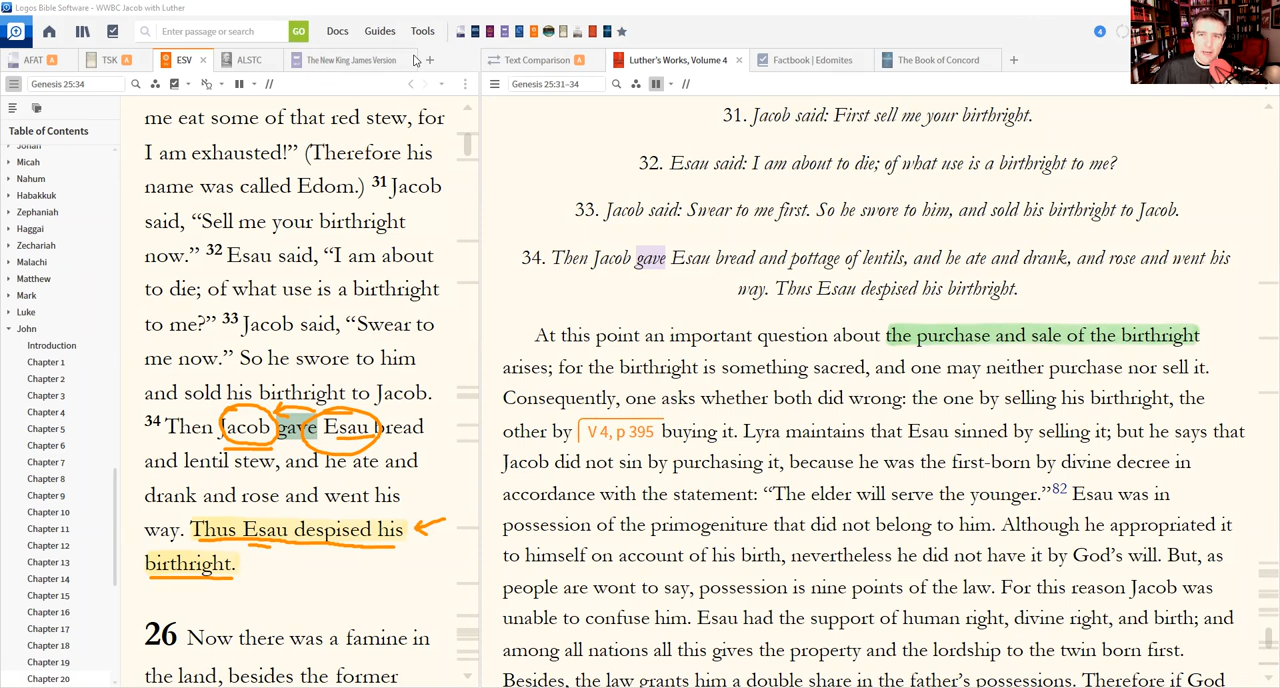 Logos Bible Software - WWBC Jacob with Luther
Enter passage or search
GO
Docs
Guides
Tools
4
AFAT A
TSK A
ESV ×
ALSTC
The New King James Version
+
Text Comparison A
Luther's Works, Volume 4 ×
Factbook | Edomites
The Book of Concord
+
Genesis 25:34
Genesis 25:31–34
Table of Contents
Jonah
Micah
Nahum
Habakkuk
Zephaniah
Haggai
Zechariah
Malachi
Matthew
Mark
Luke
John
Introduction
Chapter 1
Chapter 2
Chapter 3
Chapter 4
Chapter 5
Chapter 6
Chapter 7
Chapter 8
Chapter 9
Chapter 10
Chapter 11
Chapter 12
Chapter 13
Chapter 14
Chapter 15
Chapter 16
Chapter 17
Chapter 18
Chapter 19
Chapter 20
me eat some of that red stew, for
I am exhausted!” (Therefore his
name was called Edom.) 31 Jacob
said, “Sell me your birthright
now.” 32 Esau said, “I am about
to die; of what use is a birthright
to me?” 33 Jacob said, “Swear to
me now.” So he swore to him
and sold his birthright to Jacob.
34 Then Jacob gave Esau bread
and lentil stew, and he ate and
drank and rose and went his
way. Thus Esau despised his
birthright.
26 Now there was a famine in
the land, besides the former
31. Jacob said: First sell me your birthright.
32. Esau said: I am about to die; of what use is a birthright to me?
33. Jacob said: Swear to me first. So he swore to him, and sold his birthright to Jacob.
34. Then Jacob gave Esau bread and pottage of lentils, and he ate and drank, and rose and went his
way. Thus Esau despised his birthright.
At this point an important question about the purchase and sale of the birthright
arises; for the birthright is something sacred, and one may neither purchase nor sell it.
Consequently, one asks whether both did wrong: the one by selling his birthright, the
other by V 4, p 395 buying it. Lyra maintains that Esau sinned by selling it; but he says that
Jacob did not sin by purchasing it, because he was the first-born by divine decree in
accordance with the statement: “The elder will serve the younger.”82 Esau was in
possession of the primogeniture that did not belong to him. Although he appropriated it
to himself on account of his birth, nevertheless he did not have it by God’s will. But, as
people are wont to say, possession is nine points of the law. For this reason Jacob was
unable to confuse him. Esau had the support of human right, divine right, and birth; and
among all nations all this gives the property and the lordship to the twin born first.
Besides, the law grants him a double share in the father’s possessions. Therefore if God